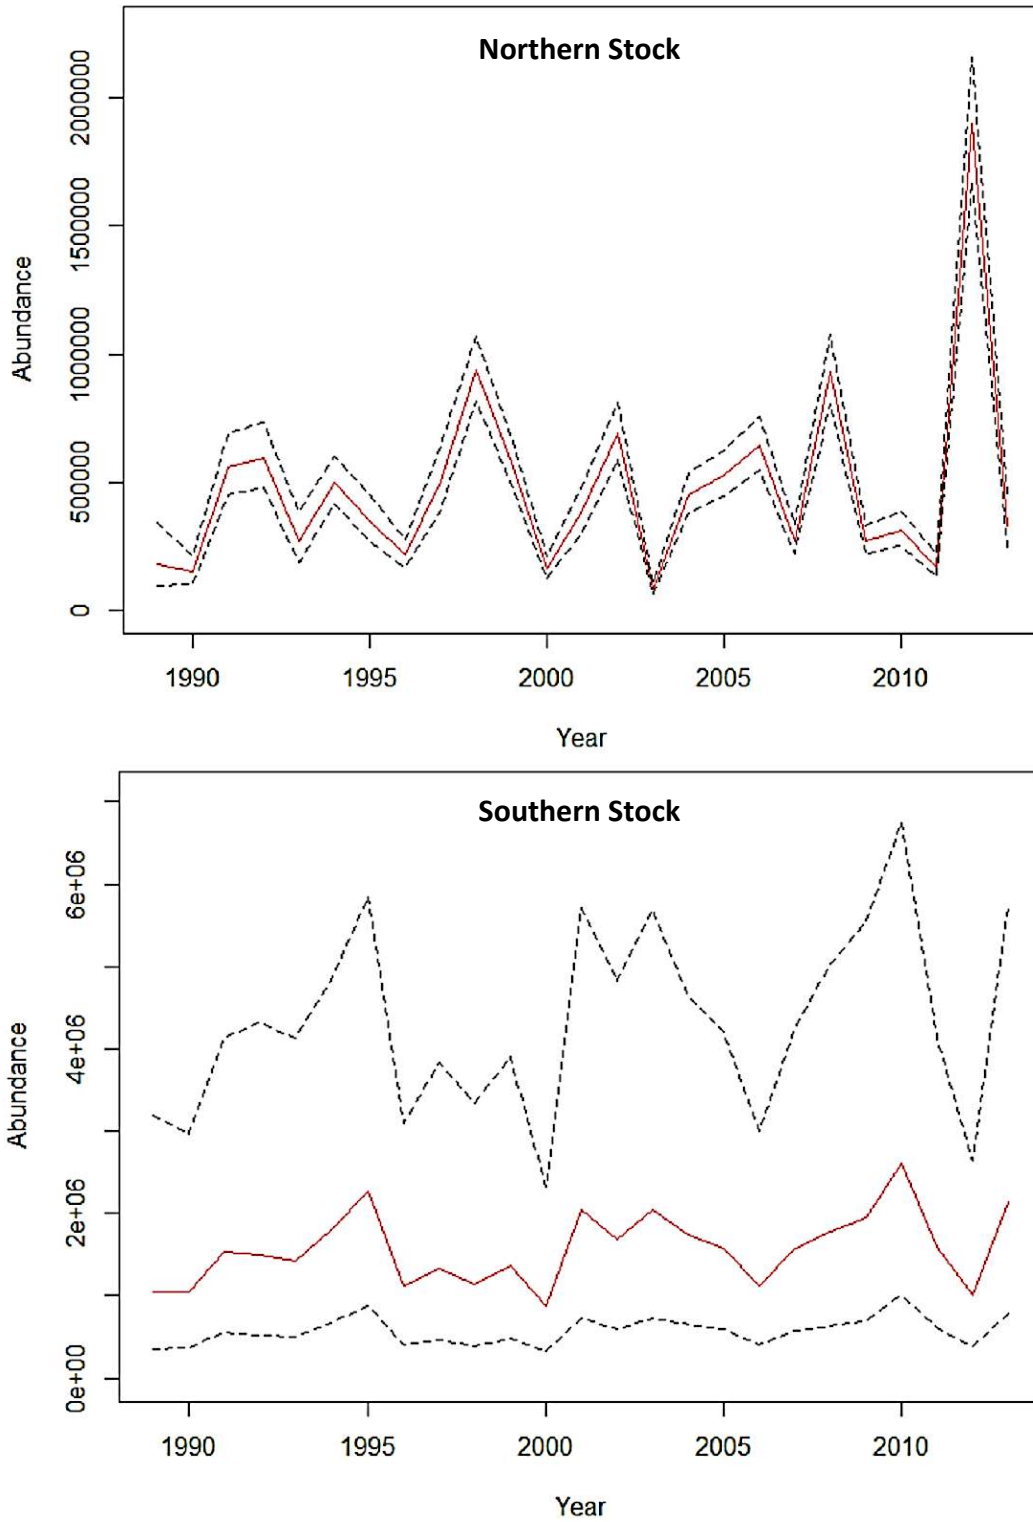 Northern Stock
Abundance
2000000
1500000
1000000
500000
0
1990 1995 2000 2005 2010
Year
Southern Stock
Abundance
6e+06
4e+06
2e+06
0e+00
1990 1995 2000 2005 2010
Year